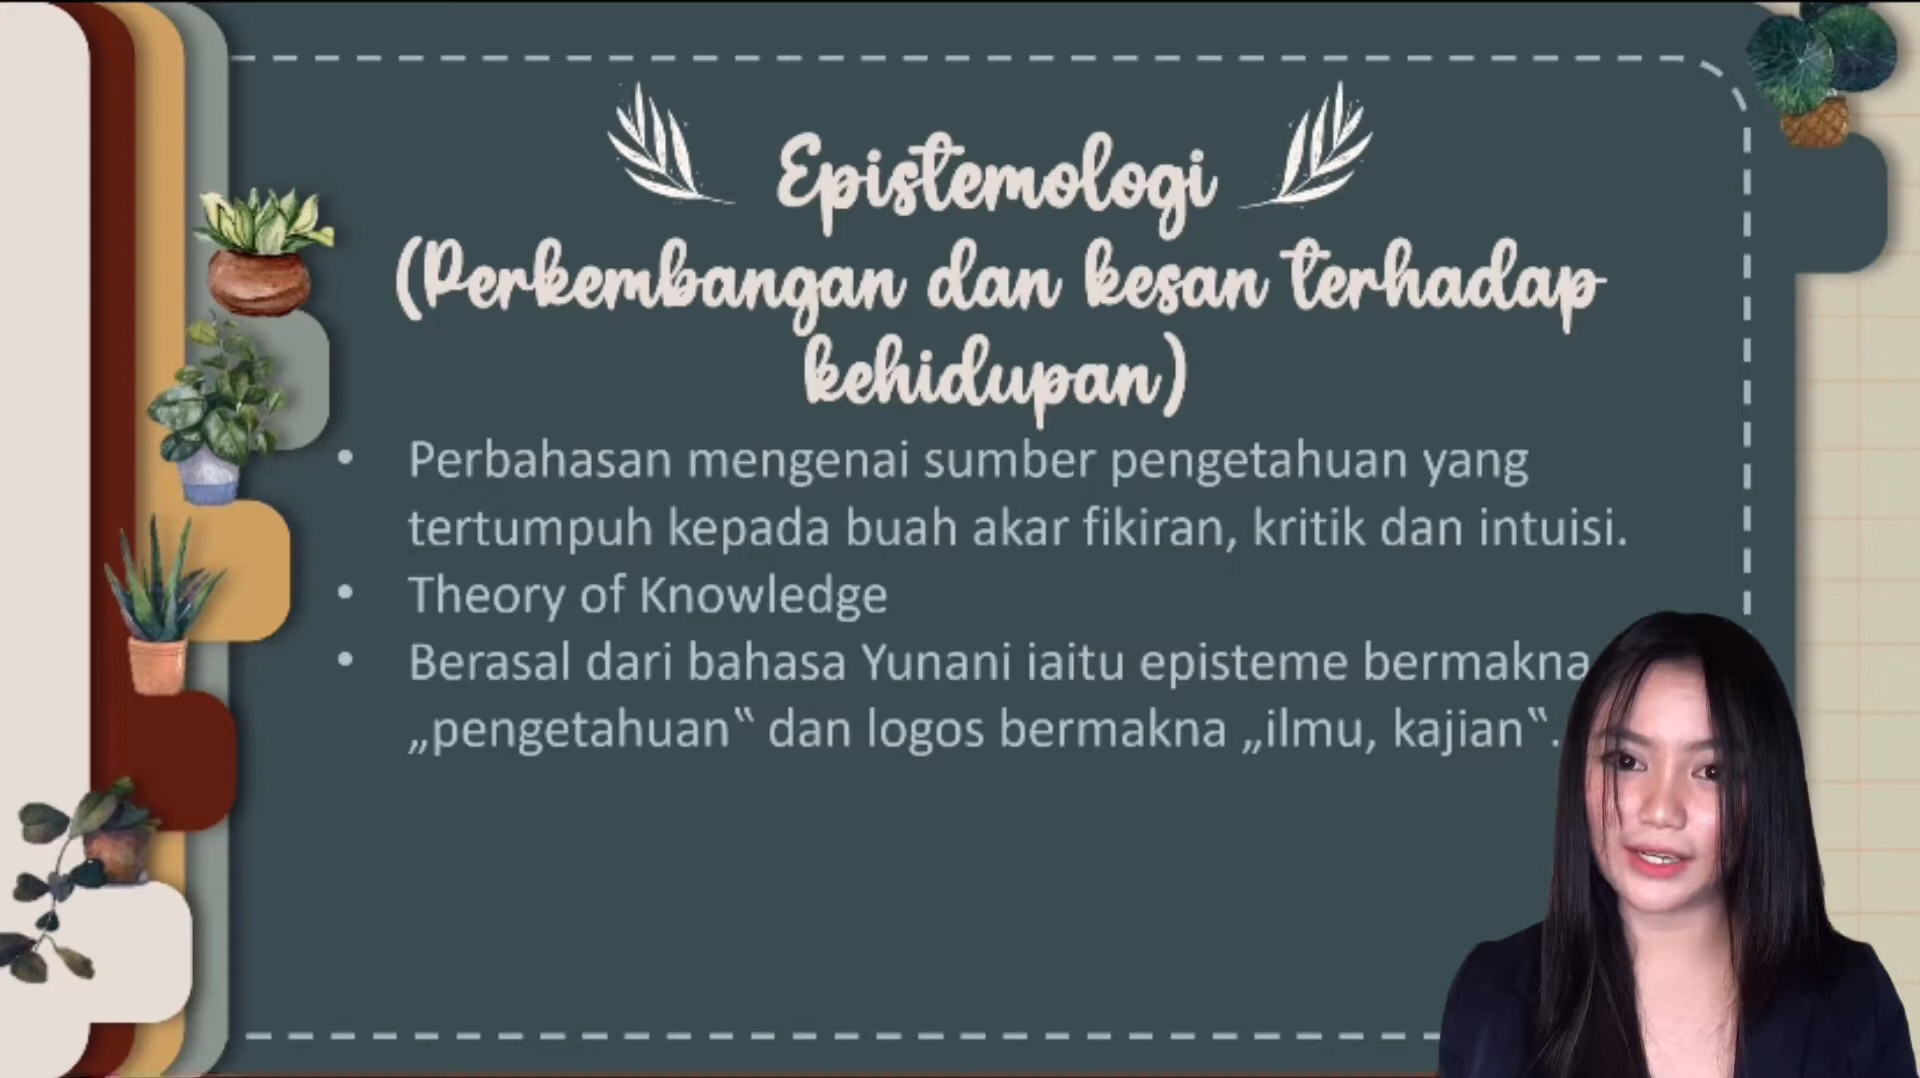 Epistemologi
(Perkembangan dan kesan terhadap
kehidupan)
• Perbahasan mengenai sumber pengetahuan yang
tertumpuh kepada buah akar fikiran, kritik dan intuisi.
• Theory of Knowledge
• Berasal dari bahasa Yunani iaitu episteme bermakna
„pengetahuan‟ dan logos bermakna „ilmu, kajian‟.